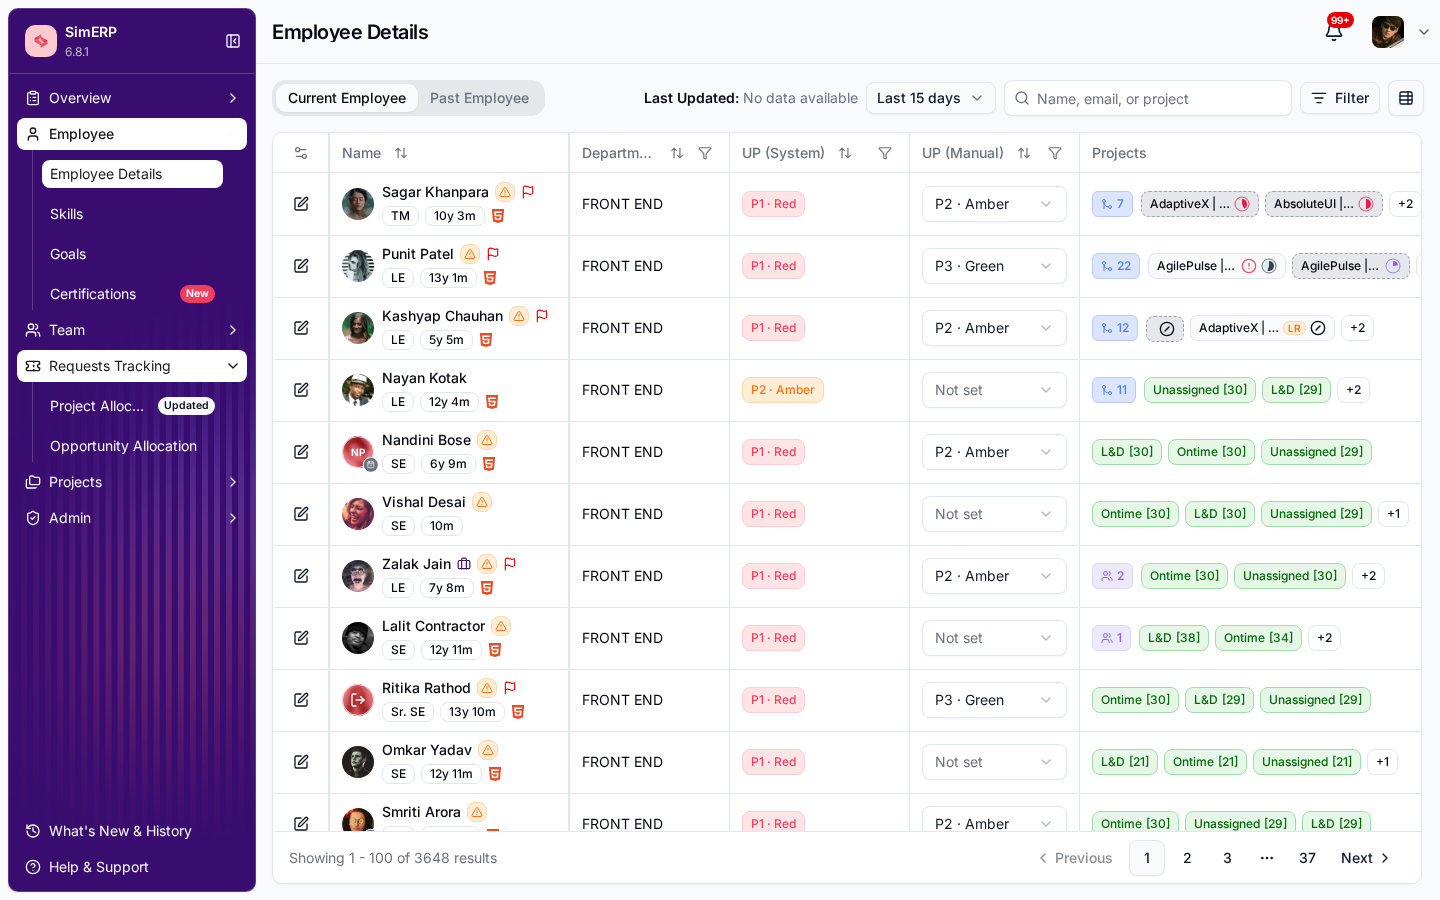 SimERP
6.8.1
Overview
Employee
Employee Details
Skills
Goals
Certifications New
Team
Requests Tracking
Project Alloc... Updated
Opportunity Allocation
Projects
Admin
What's New & History
Help & Support
Employee Details
99+
Current Employee Past Employee
Last Updated: No data available
Last 15 days
Name, email, or project
Filter
Name Departm... UP (System) UP (Manual) Projects
Sagar Khanpara
TM 10y 3m
FRONT END P1 · Red P2 · Amber 7 AdaptiveX | ... AbsoluteUI |... +2
Punit Patel
LE 13y 1m
FRONT END P1 · Red P3 · Green 22 AgilePulse |... AgilePulse |...
Kashyap Chauhan
LE 5y 5m
FRONT END P1 · Red P2 · Amber 12 AdaptiveX | ... LR +2
Nayan Kotak
LE 12y 4m
FRONT END P2 · Amber Not set 11 Unassigned [30] L&D [29] +2
NP
Nandini Bose
SE 6y 9m
FRONT END P1 · Red P2 · Amber L&D [30] Ontime [30] Unassigned [29]
Vishal Desai
SE 10m
FRONT END P1 · Red Not set Ontime [30] L&D [30] Unassigned [29] +1
Zalak Jain
LE 7y 8m
FRONT END P1 · Red P2 · Amber 2 Ontime [30] Unassigned [30] +2
Lalit Contractor
SE 12y 11m
FRONT END P1 · Red Not set 1 L&D [38] Ontime [34] +2
Ritika Rathod
Sr. SE 13y 10m
FRONT END P1 · Red P3 · Green Ontime [30] L&D [29] Unassigned [29]
Omkar Yadav
SE 12y 11m
FRONT END P1 · Red Not set L&D [21] Ontime [21] Unassigned [21] +1
Smriti Arora
FRONT END P1 · Red P2 · Amber Ontime [30] Unassigned [29] L&D [29]
Showing 1 - 100 of 3648 results
Previous 1 2 3 ... 37 Next